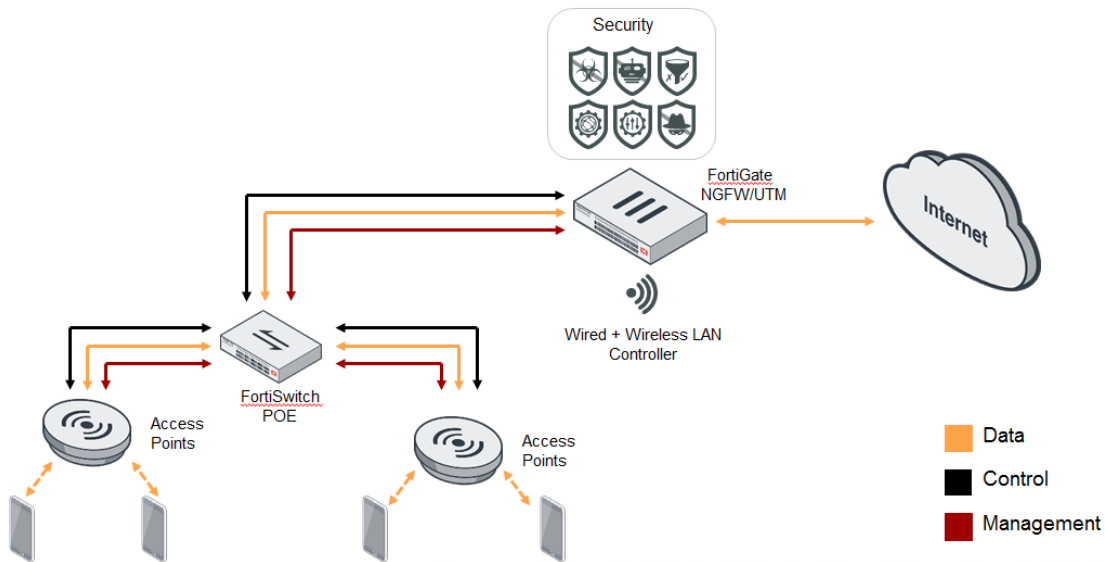 Security
FortiGate
NGFW/UTM
Internet
Wired + Wireless LAN
Controller
FortiSwitch
POE
Access
Points
Access
Points
Data
Control
Management